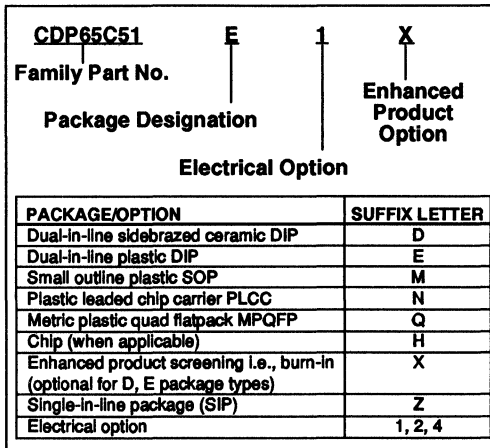 CDP65C51 E 1 X
Family Part No.
Enhanced
Product
Option
Package Designation
Electrical Option
PACKAGE/OPTION SUFFIX LETTER
Dual-in-line sidebrazed ceramic DIP D
Dual-in-line plastic DIP E
Small outline plastic SOP M
Plastic leaded chip carrier PLCC N
Metric plastic quad flatpack MPQFP Q
Chip (when applicable) H
Enhanced product screening i.e., burn-in X
(optional for D, E package types)
Single-in-line package (SIP) Z
Electrical option 1, 2, 4